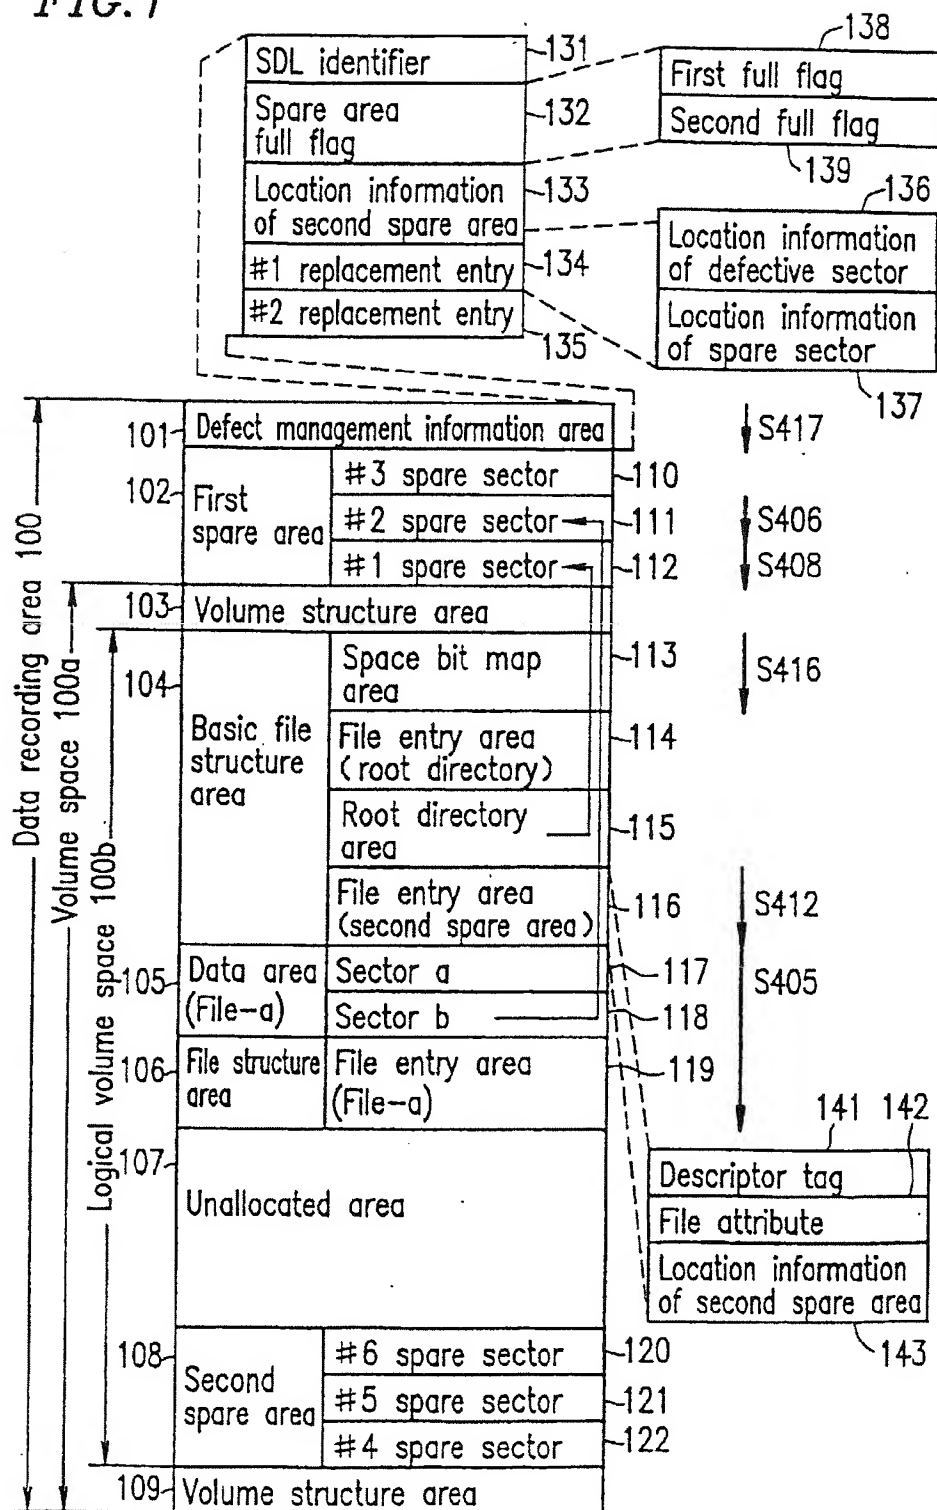 FIG. 1
SDL identifier
131
Spare area
full flag
132
Location information
of second spare area
133
#1 replacement entry
134
#2 replacement entry
135
138
First full flag
Second full flag
139
136
Location information
of defective sector
Location information
of spare sector
137
Data recording area 100
Volume space 100a
Logical volume space 100b
101
Defect management information area
S417
102
First
spare area
#3 spare sector
110
#2 spare sector
111
S406
#1 spare sector
112
S408
103
Volume structure area
104
Basic file
structure
area
Space bit map
area
113
S416
File entry area
(root directory)
114
Root directory
area
115
File entry area
(second spare area)
116
S412
105
Data area
(File-a)
Sector a
117
S405
Sector b
118
106
File structure
area
File entry area
(File-a)
119
107
Unallocated area
141
142
Descriptor tag
File attribute
Location information
of second spare area
143
108
Second
spare area
#6 spare sector
120
#5 spare sector
121
#4 spare sector
122
109
Volume structure area